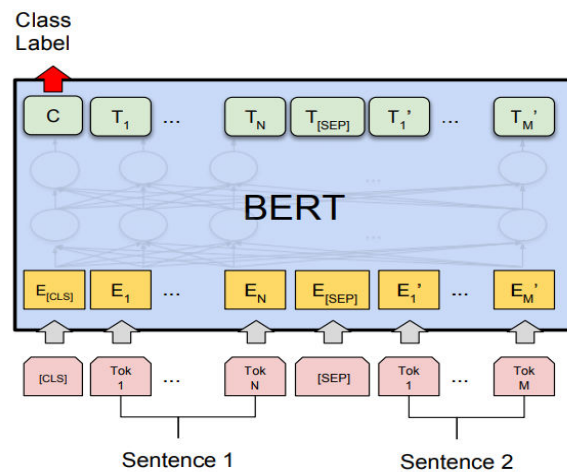 Class
Label
C T1 ... TN T[SEP] T1' ... TM'
...
BERT
...
E[CLS] E1 ... EN E[SEP] E1' ... EM'
[CLS] Tok 1 ... Tok N [SEP] Tok 1 ... Tok M
Sentence 1 Sentence 2